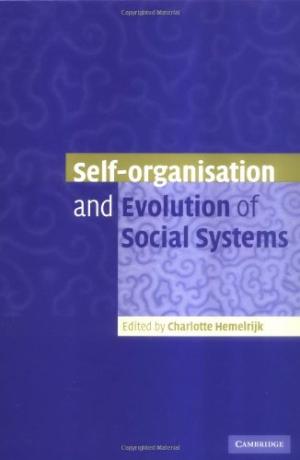 Self-organisation
and Evolution of
Social Systems
Edited by Charlotte Hemelrijk
CAMBRIDGE